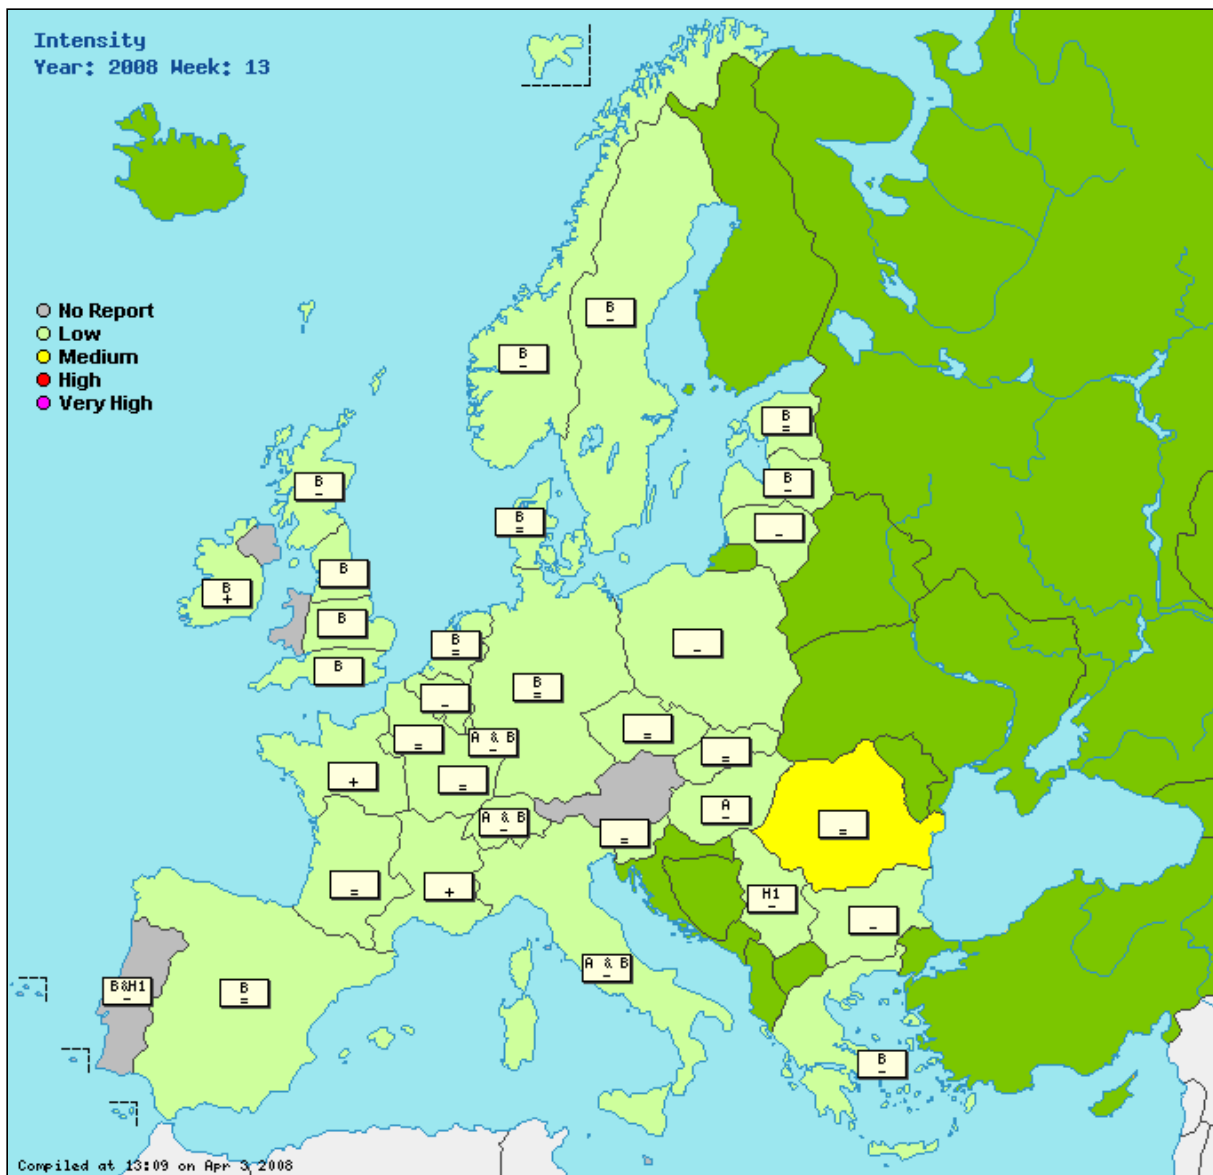 Intensity
Year: 2008 Week: 13
No Report
Low
Medium
High
Very High
B
-
B
-
B
=
B
-
B
-
-
B
=
B
B
+
B
B
B
=
-
B
=
-
A & B
-
=
=
=
+
=
A & B
-
A
-
=
=
=
+
H1
-
-
A & B
-
B&H1
-
B
=
B
-
Compiled at 13:09 on Apr 3 2008